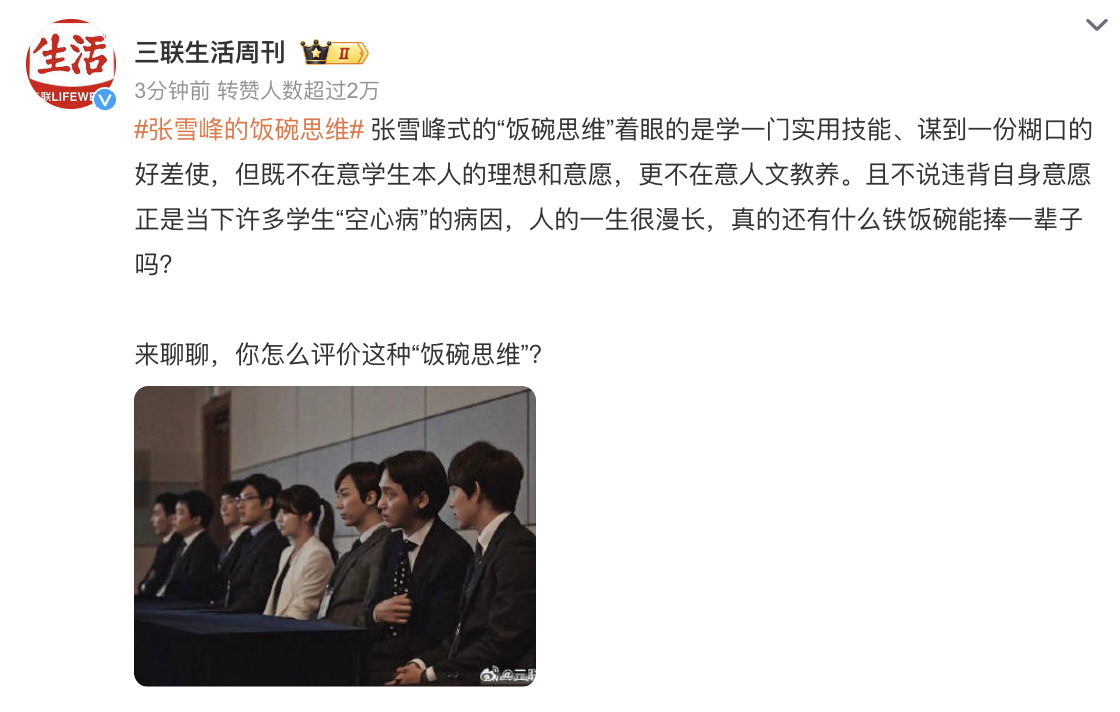 生活
三联生活周刊
II
三联LIFEWE
3分钟前 转赞人数超过2万
#张雪峰的饭碗思维# 张雪峰式的“饭碗思维”着眼的是学一门实用技能、谋到一份糊口的
好差使，但既不在意学生本人的理想和意愿，更不在意人文教养。且不说违背自身意愿
正是当下许多学生“空心病”的病因，人的一生很漫长，真的还有什么铁饭碗能捧一辈子
吗？
来聊聊，你怎么评价这种“饭碗思维”？
@三联